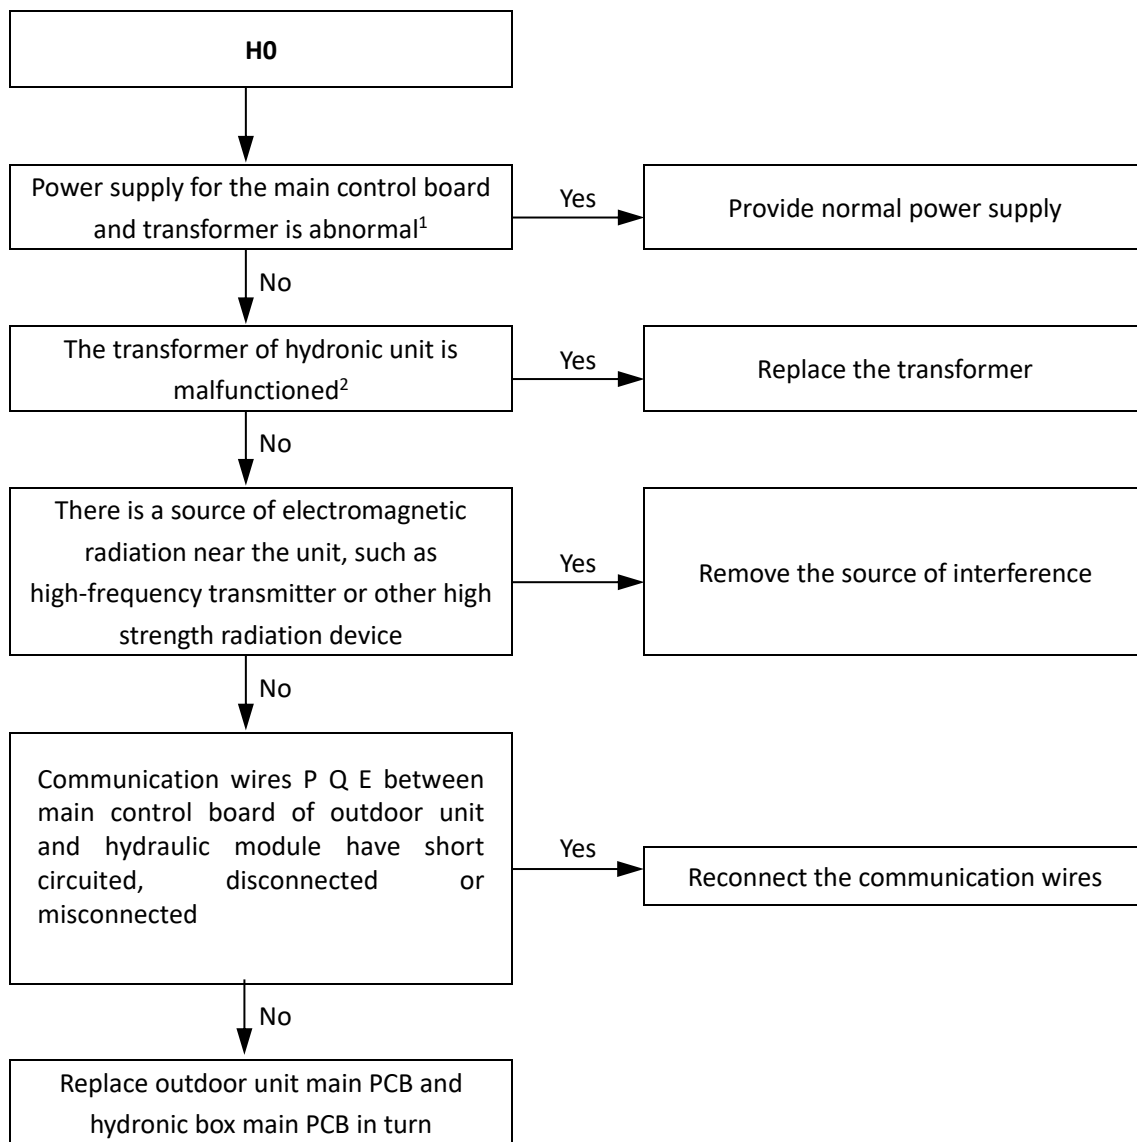 H0
Power supply for the main control board
and transformer is abnormal1
Yes
Provide normal power supply
No
The transformer of hydronic unit is
malfunctioned2
Yes
Replace the transformer
No
There is a source of electromagnetic
radiation near the unit, such as
high-frequency transmitter or other high
strength radiation device
Yes
Remove the source of interference
No
Communication wires P Q E between
main control board of outdoor unit
and hydraulic module have short
circuited, disconnected or
misconnected
Yes
Reconnect the communication wires
No
Replace outdoor unit main PCB and
hydronic box main PCB in turn